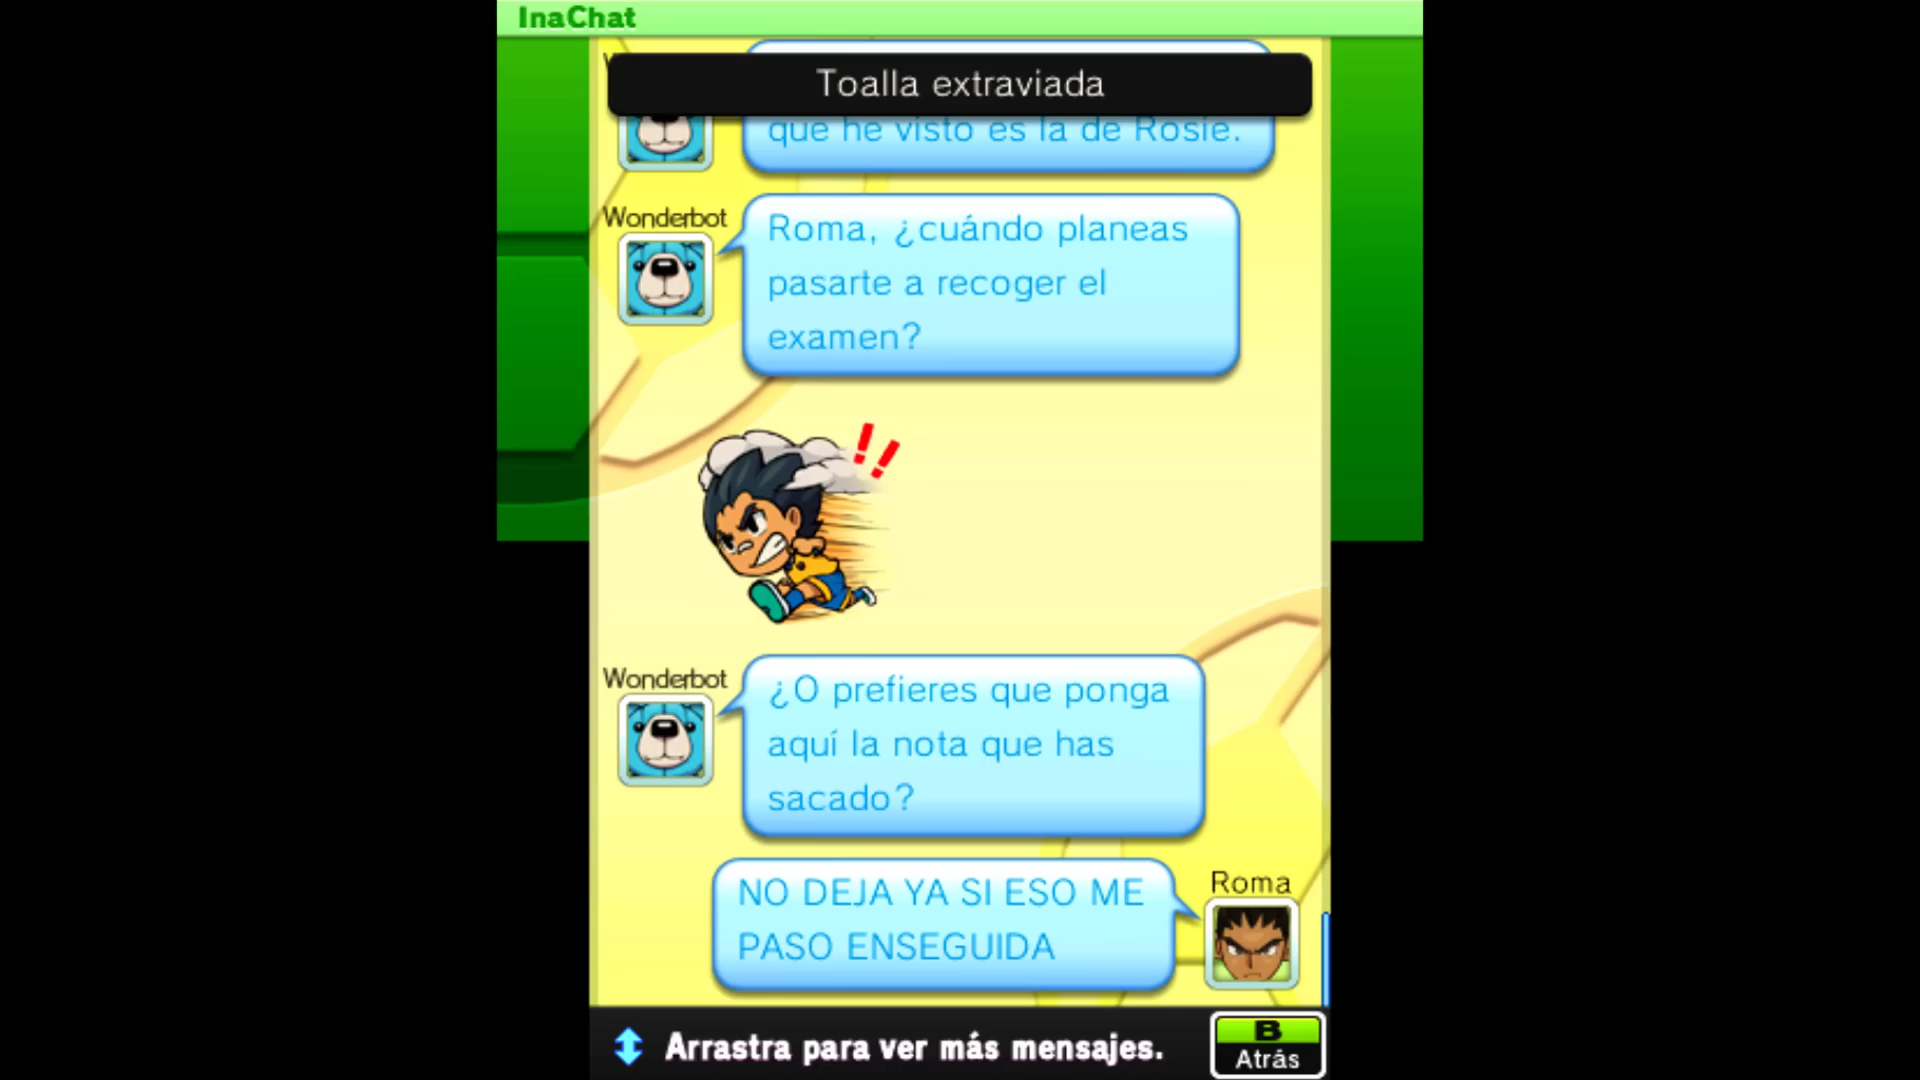 InaChat
Toalla extraviada
que he visto es la de Rosie.
Wonderbot
Roma, ¿cuándo planeas
pasarte a recoger el
examen?
!!
Wonderbot
¿O prefieres que ponga
aquí la nota que has
sacado?
Roma
NO DEJA YA SI ESO ME
PASO ENSEGUIDA
Arrastra para ver más mensajes.
B
Atrás